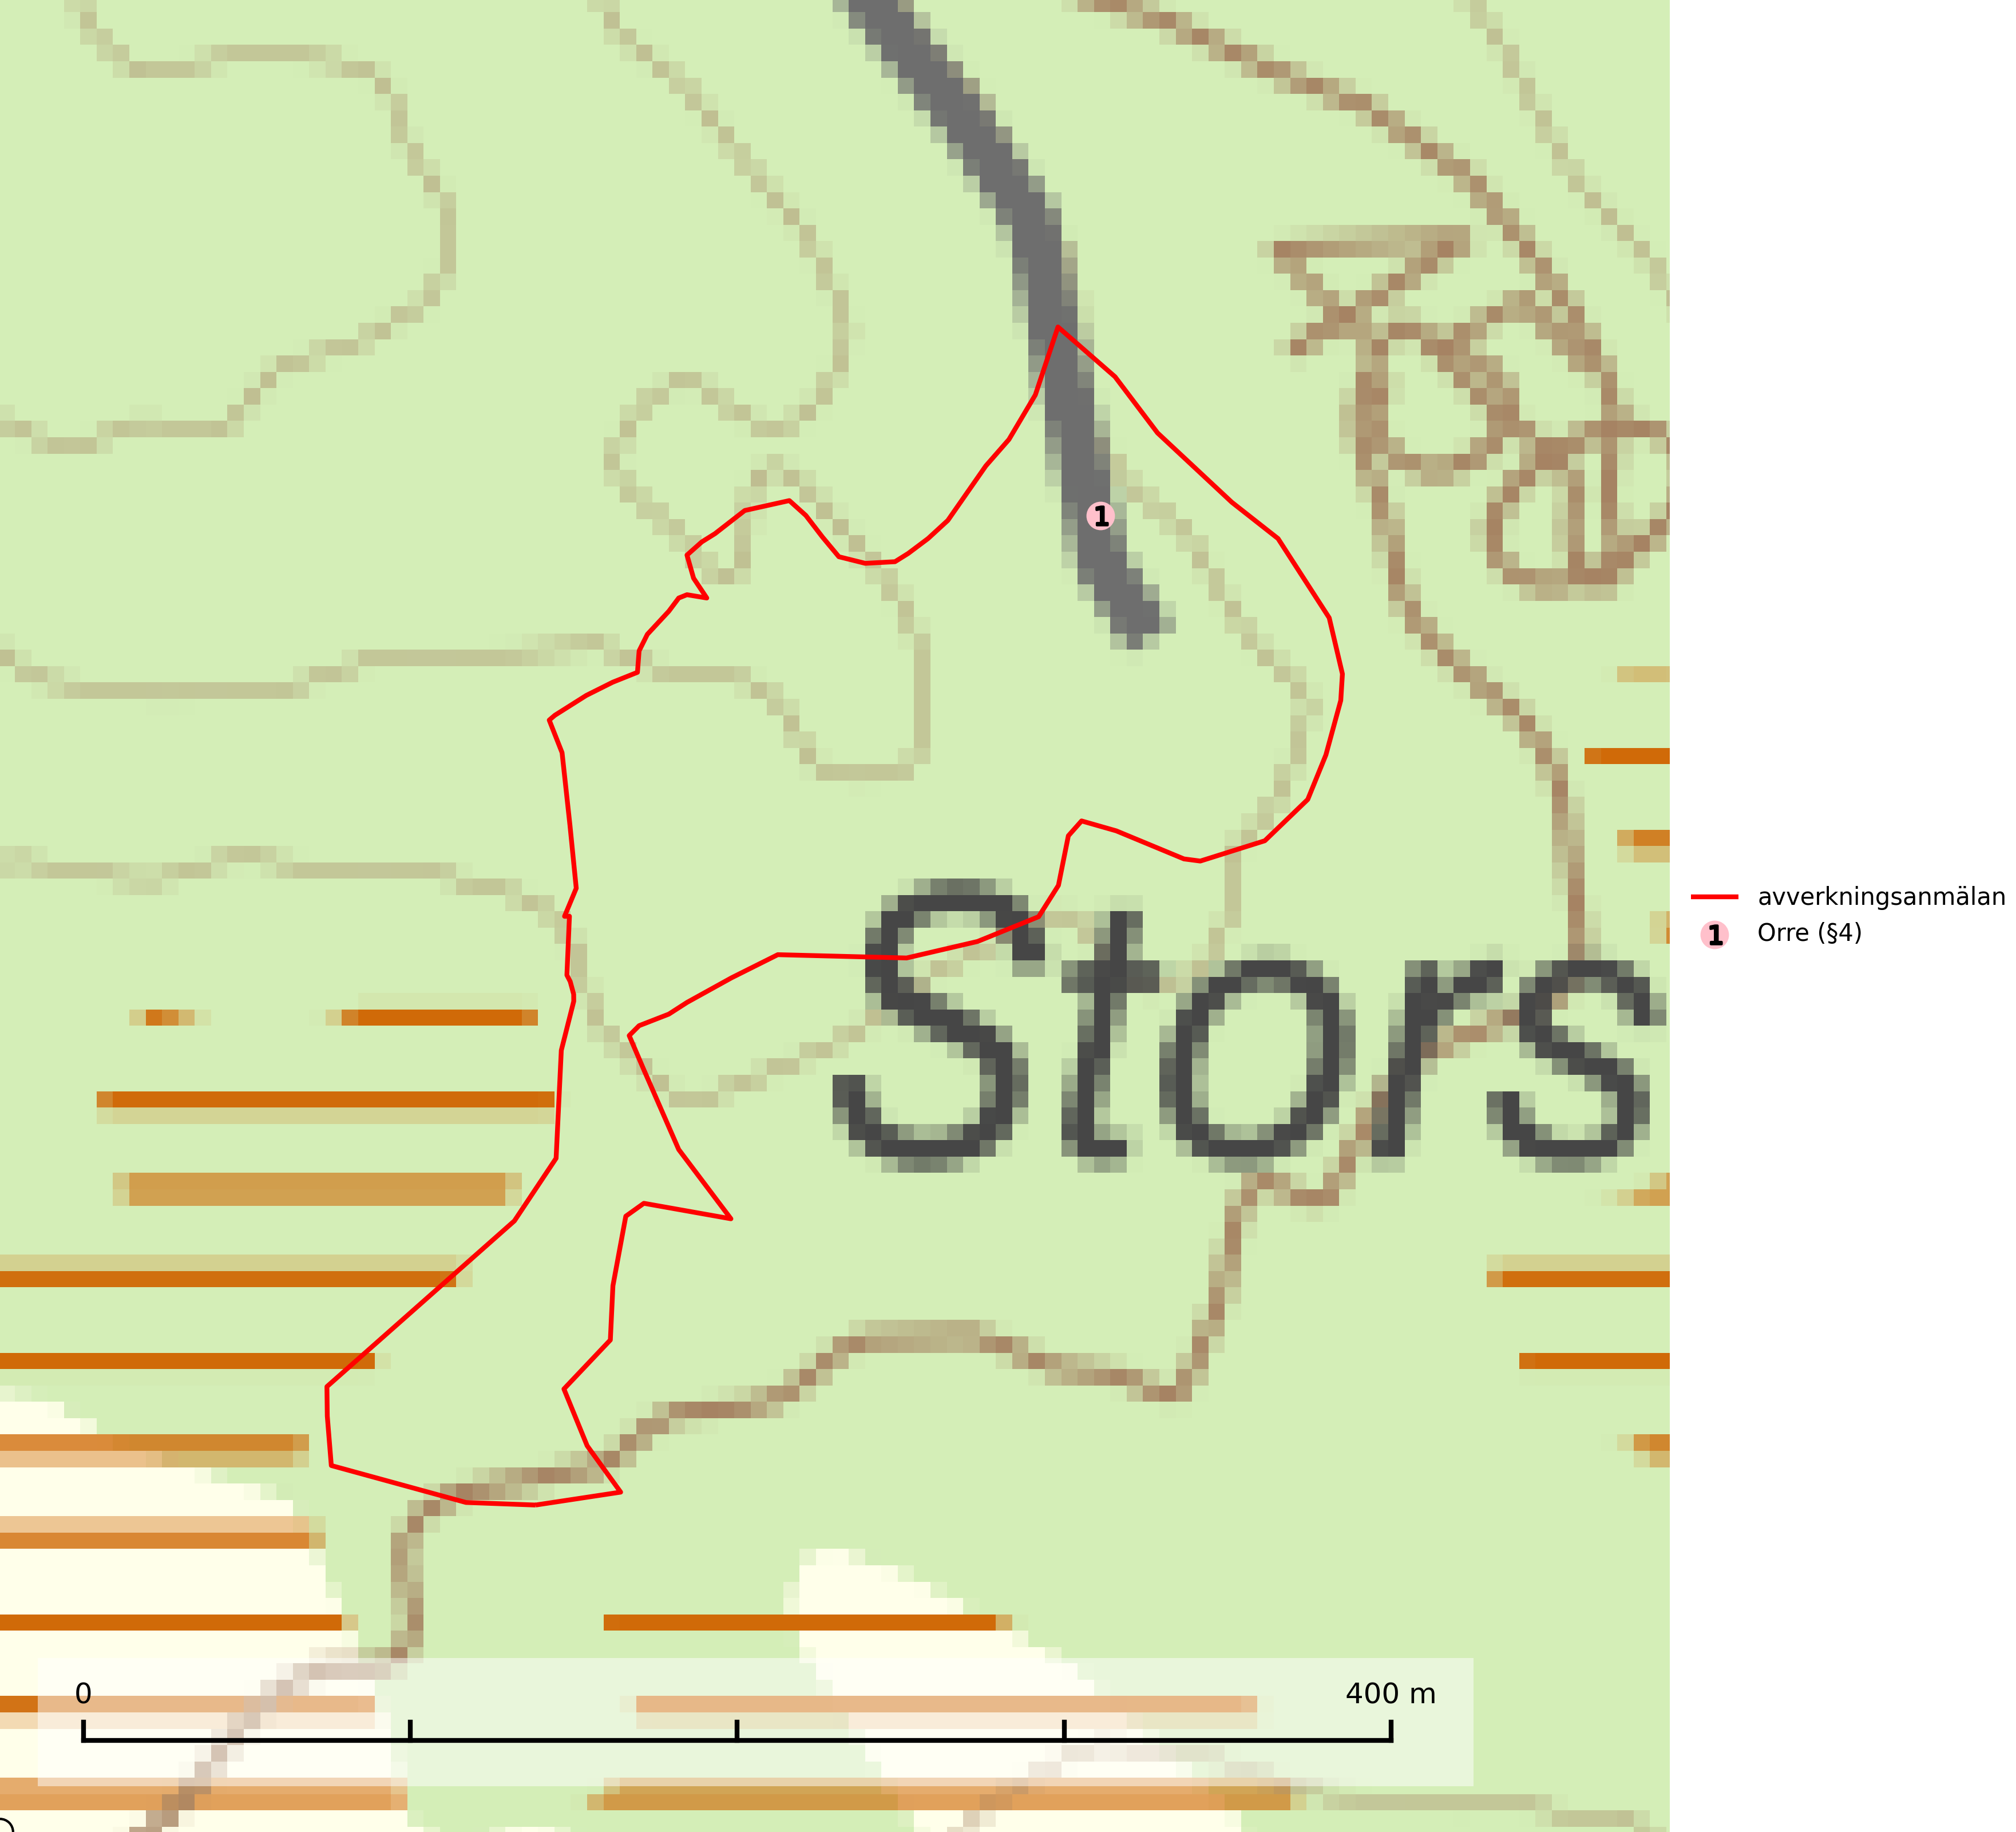 1
Stors
avverkningsanmälan
1 Orre (§4)
0 400 m